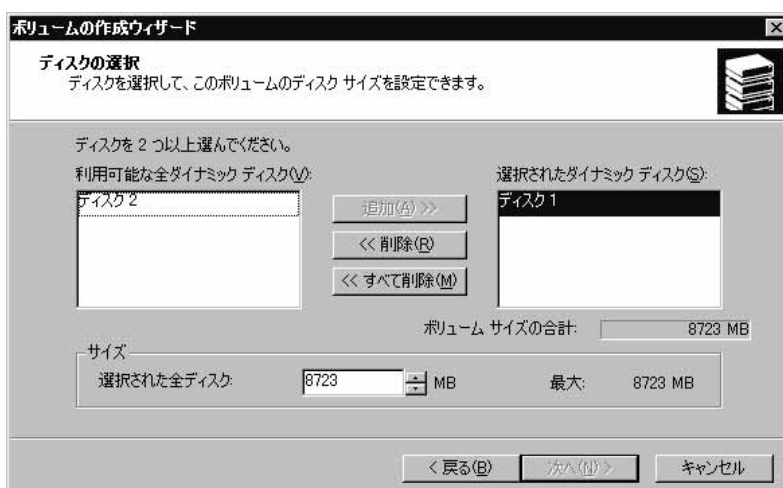 ボリュームの作成ウィザード
ディスクの選択
ディスクを選択して、このボリュームのディスク サイズを設定できます。
ディスクを 2 つ以上選んでください。
利用可能な全ダイナミック ディスク(V):
選択されたダイナミック ディスク(S):
ディスク 2
追加(A) >>
ディスク 1
<< 削除(R)
<< すべて削除(M)
ボリューム サイズの合計: 8723 MB
サイズ
選択された全ディスク: 8723 MB 最大: 8723 MB
< 戻る(B) 次へ(N) > キャンセル